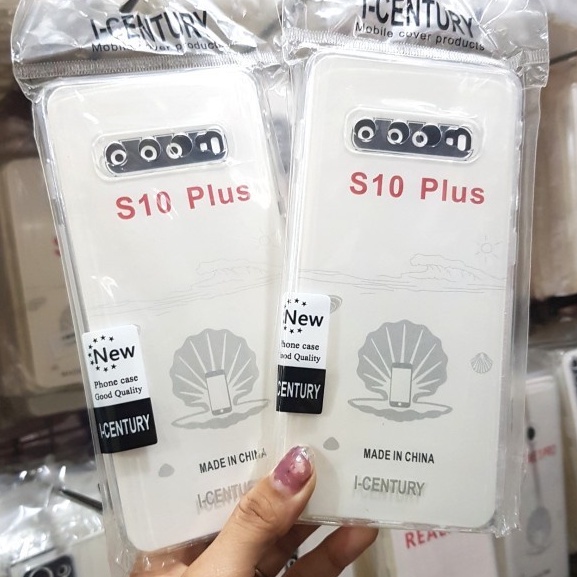 I-CENTURY
Mobile cover products
S10 Plus
New
Phone case
Good Quality
I-CENTURY
MADE IN CHINA
I-CENTURY
I-CENTURY
Mobile cover products
S10 Plus
New
Phone case
Good Quality
I-CENTURY
MADE IN CHINA
I-CENTURY